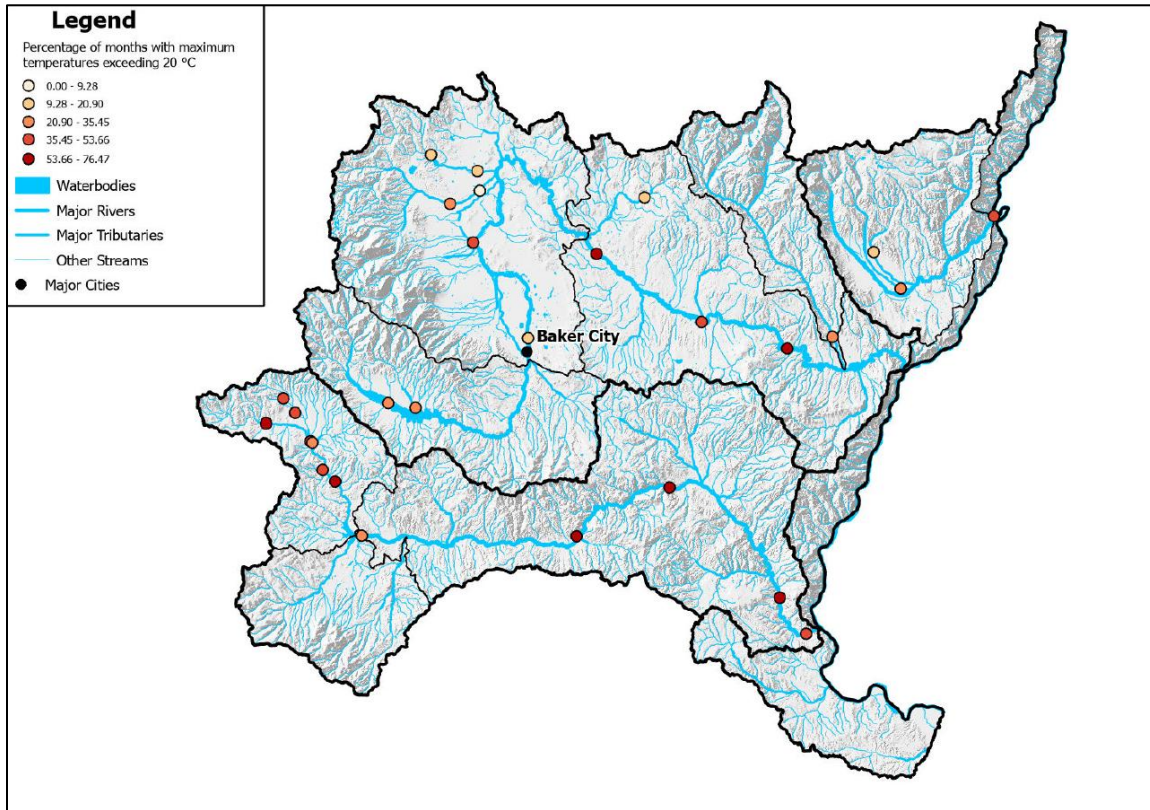 Legend
Percentage of months with maximum
temperatures exceeding 20 °C
0.00 - 9.28
9.28 - 20.90
20.90 - 35.45
35.45 - 53.66
53.66 - 76.47
Waterbodies
Major Rivers
Major Tributaries
Other Streams
Major Cities
Baker City